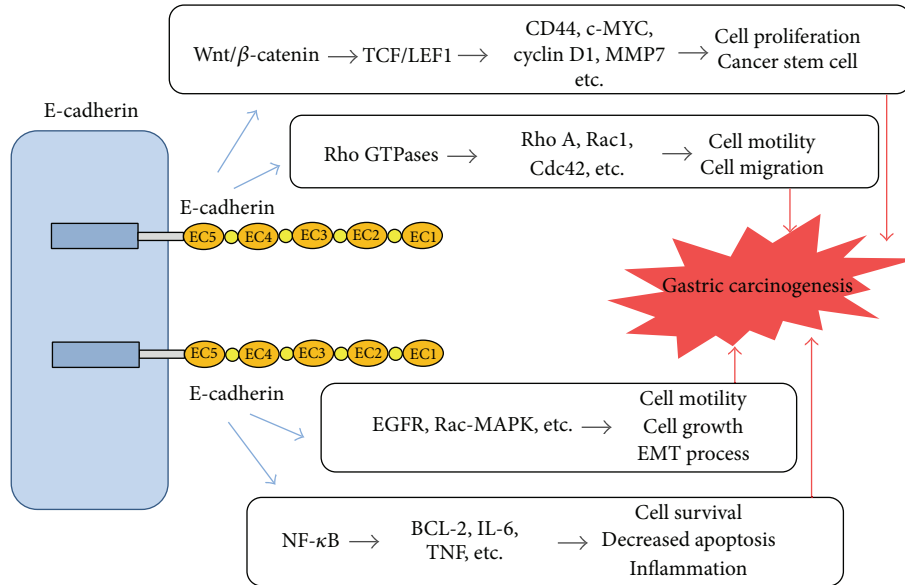 Wnt/β-catenin → TCF/LEF1 →
CD44, c-MYC,
cyclin D1, MMP7
etc.
→ Cell proliferation
Cancer stem cell
E-cadherin
Rho GTPases →
Rho A, Rac1,
Cdc42, etc.
→ Cell motility
Cell migration
E-cadherin
EC5 EC4 EC3 EC2 EC1
Gastric carcinogenesis
EC5 EC4 EC3 EC2 EC1
E-cadherin
EGFR, Rac-MAPK, etc. →
Cell motility
Cell growth
EMT process
NF-κB →
BCL-2, IL-6,
TNF, etc.
→ Cell survival
Decreased apoptosis
Inflammation